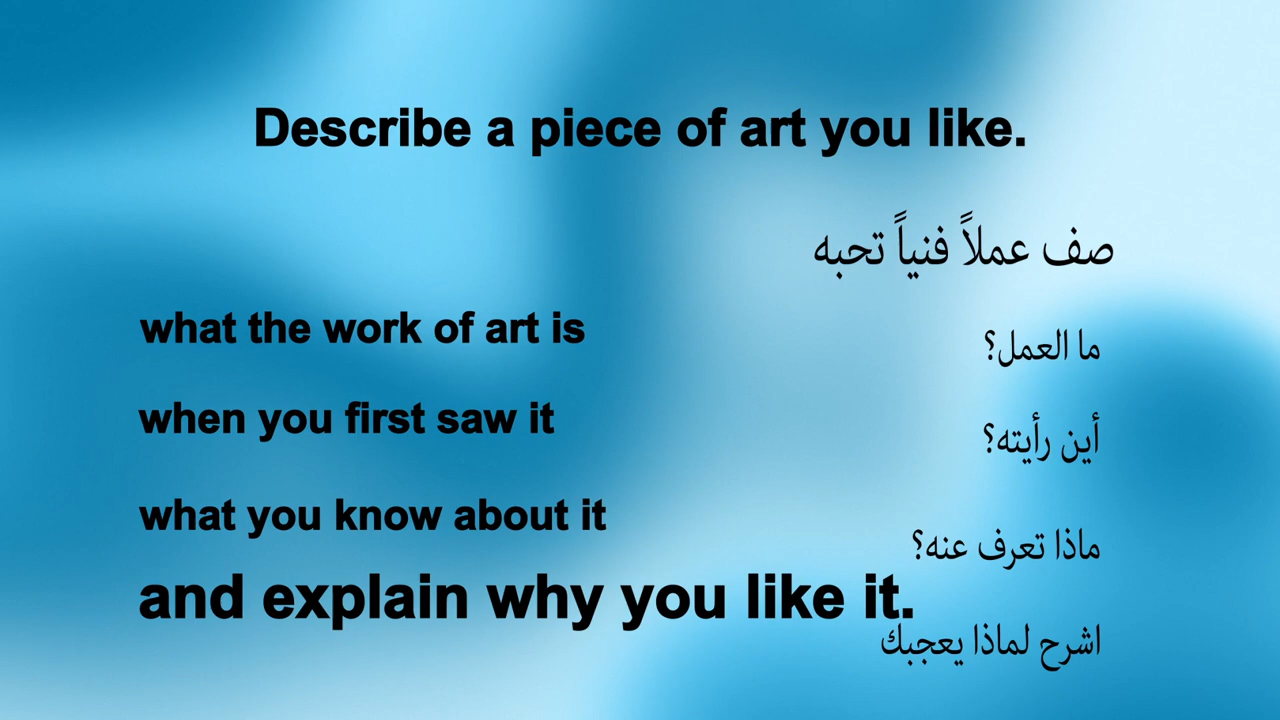 Describe a piece of art you like.
صف عملاً فنياً تحبه
what the work of art is
ما العمل؟
when you first saw it
أين رأيته؟
what you know about it
ماذا تعرف عنه؟
and explain why you like it.
اشرح لماذا يعجبك